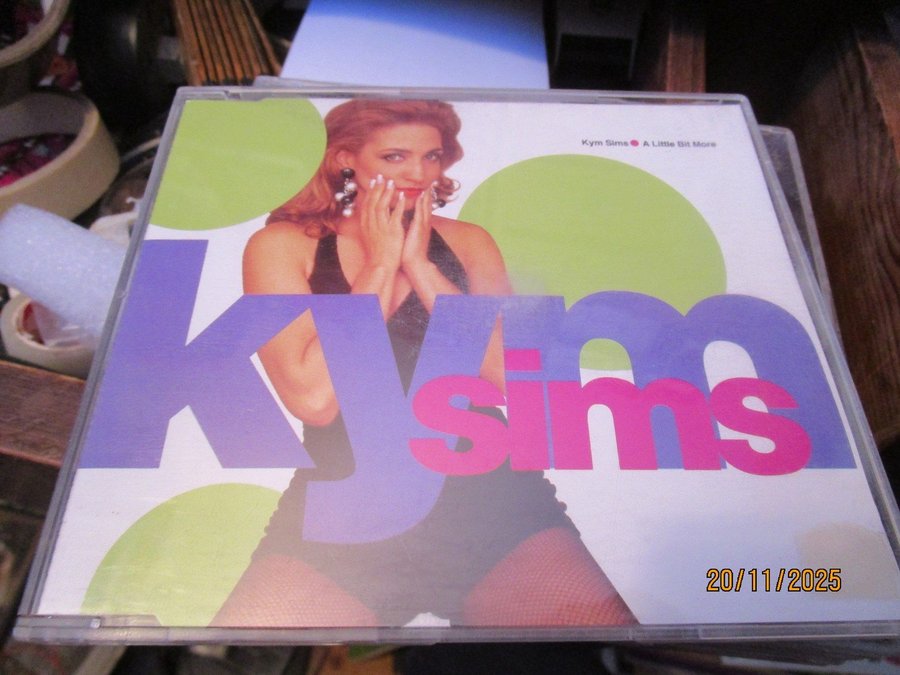 Kym Sims ● A Little Bit More
kym
sims
20/11/2025